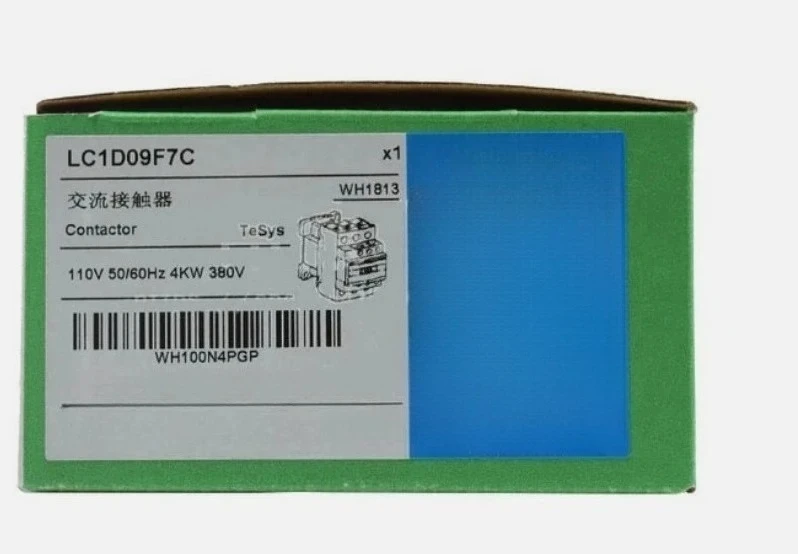 LC1D09F7C x1
WH1813
交流接触器
Contactor TeSys
110V 50/60Hz 4KW 380V
WH100N4PGP